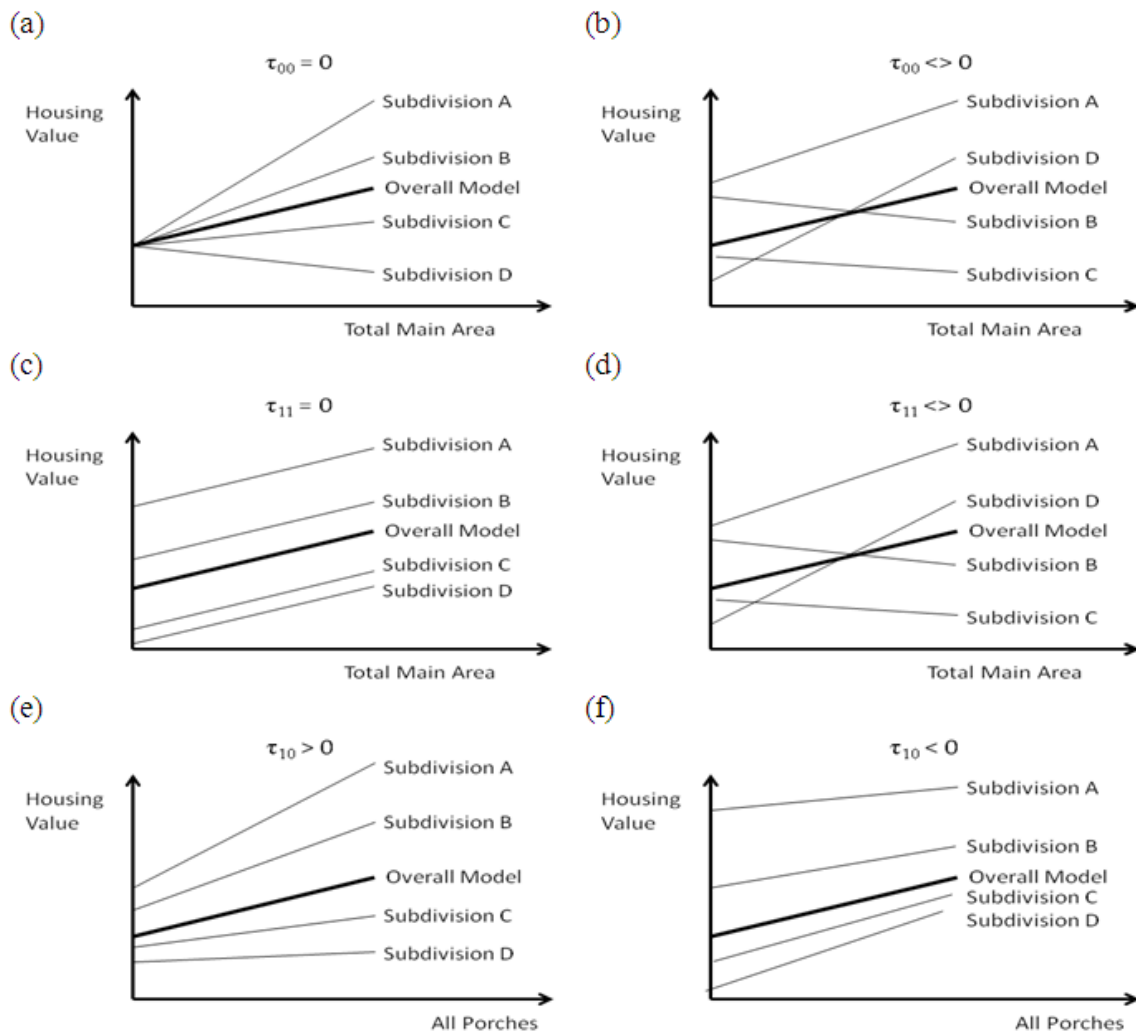 (a)
τ00 = 0
Housing
Value
Subdivision A
Subdivision B
Overall Model
Subdivision C
Subdivision D
Total Main Area
(b)
τ00 <> 0
Housing
Value
Subdivision A
Subdivision D
Overall Model
Subdivision B
Subdivision C
Total Main Area
(c)
τ11 = 0
Housing
Value
Subdivision A
Subdivision B
Overall Model
Subdivision C
Subdivision D
Total Main Area
(d)
τ11 <> 0
Housing
Value
Subdivision A
Subdivision D
Overall Model
Subdivision B
Subdivision C
Total Main Area
(e)
τ10 > 0
Housing
Value
Subdivision A
Subdivision B
Overall Model
Subdivision C
Subdivision D
All Porches
(f)
τ10 < 0
Housing
Value
Subdivision A
Subdivision B
Overall Model
Subdivision C
Subdivision D
All Porches